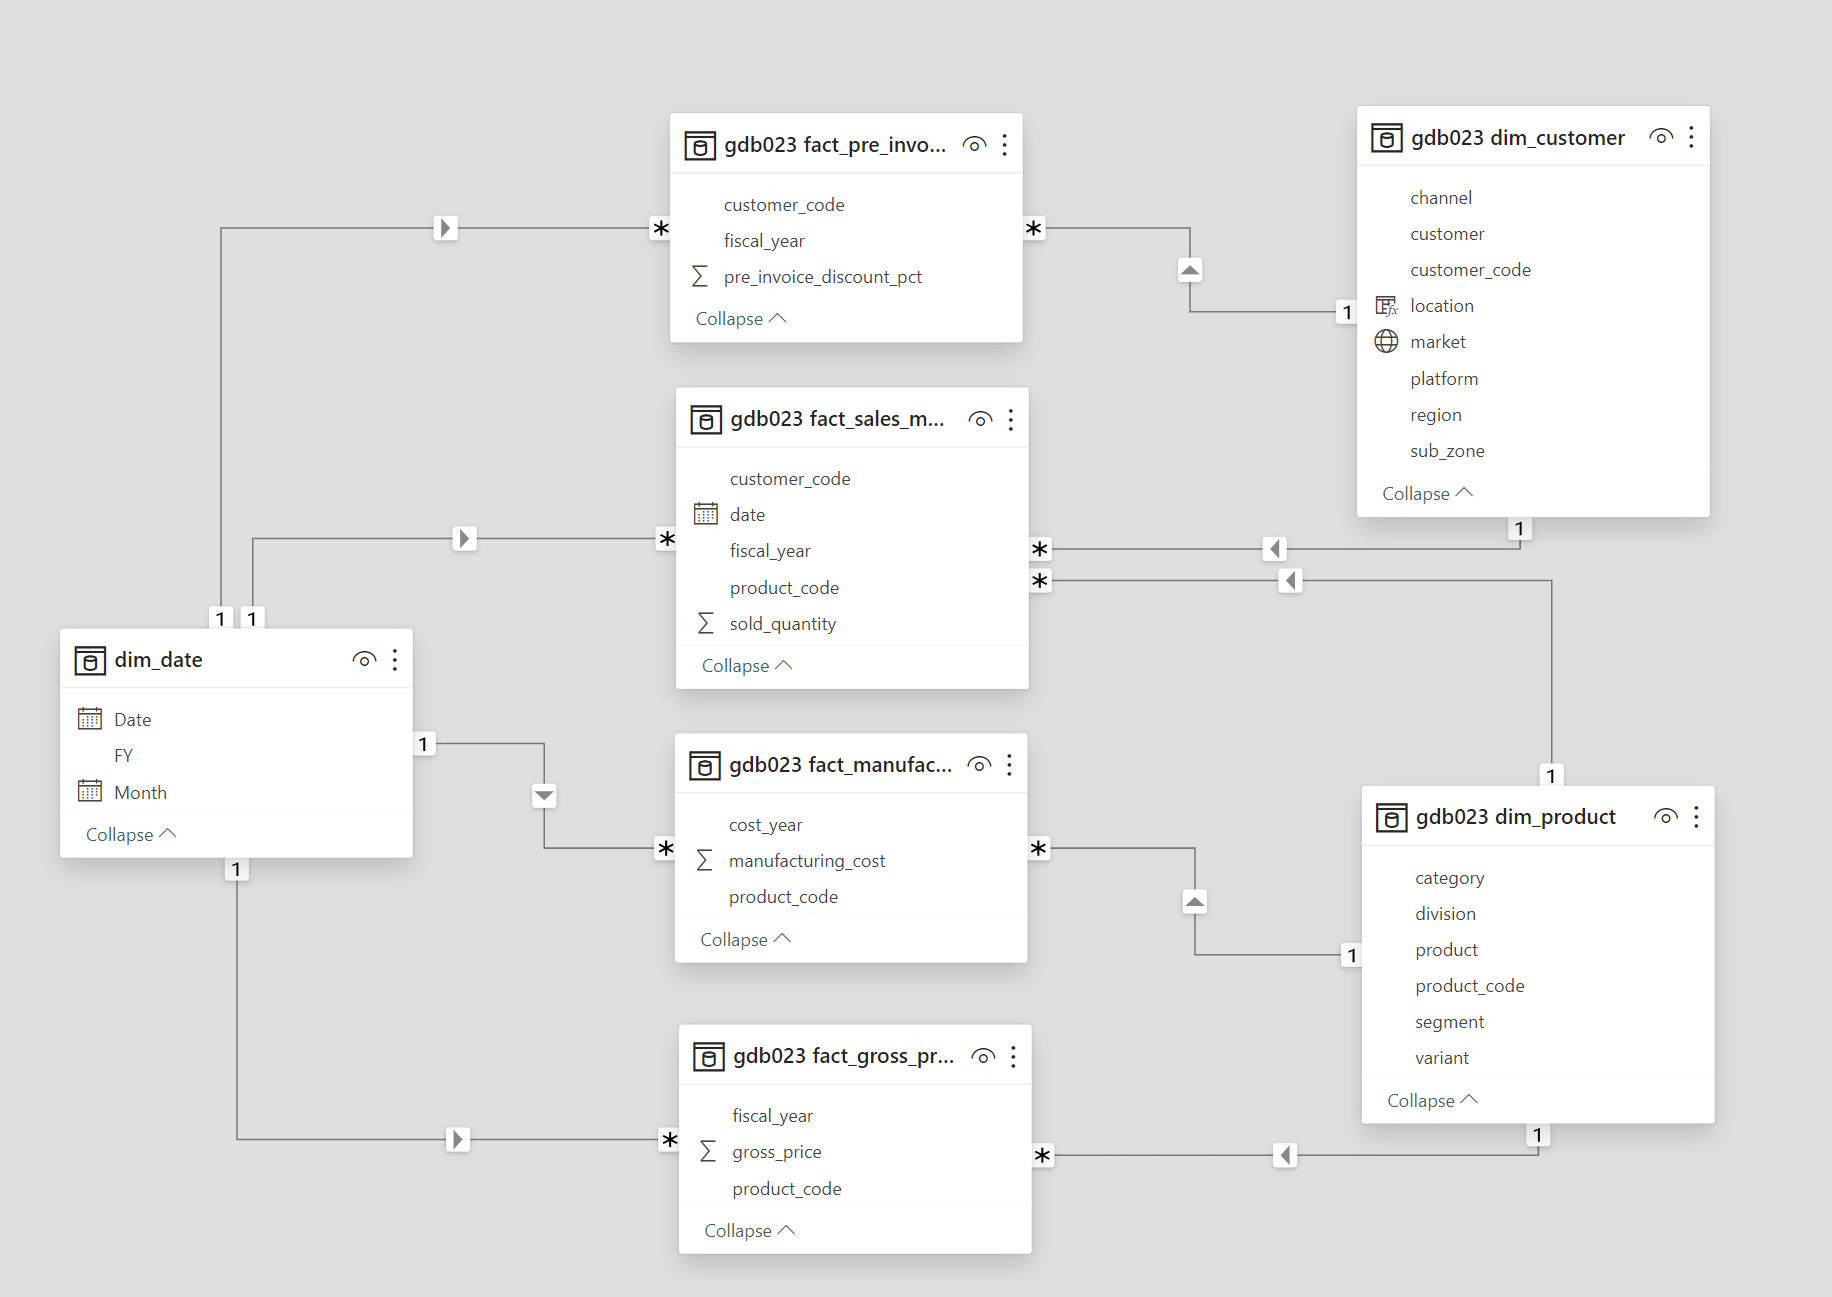 gdb023 fact_pre_invo...
customer_code
fiscal_year
pre_invoice_discount_pct
Collapse
*
*
gdb023 dim_customer
channel
customer
customer_code
location
market
platform
region
sub_zone
Collapse
1
1
gdb023 fact_sales_m...
customer_code
date
fiscal_year
product_code
sold_quantity
Collapse
*
*
*
1
1
dim_date
Date
FY
Month
Collapse
1
1
gdb023 fact_manufac...
cost_year
manufacturing_cost
product_code
Collapse
*
*
1
1
gdb023 dim_product
category
division
product
product_code
segment
variant
Collapse
1
gdb023 fact_gross_pr...
fiscal_year
gross_price
product_code
Collapse
*
*